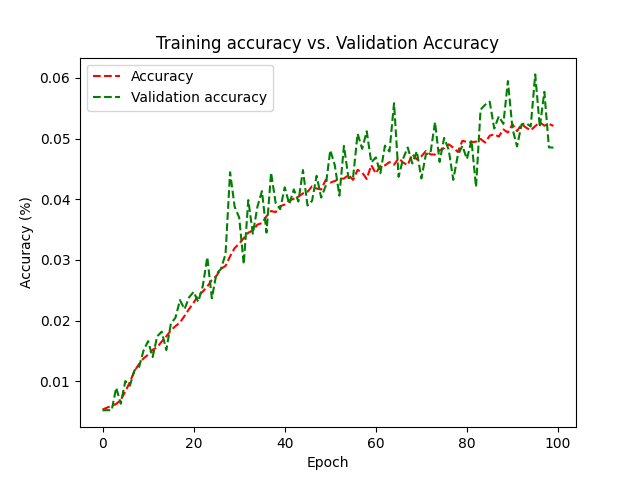 Training accuracy vs. Validation Accuracy
Accuracy
Validation accuracy
0.06
0.05
0.04
0.03
0.02
0.01
Accuracy (%)
0 20 40 60 80 100
Epoch